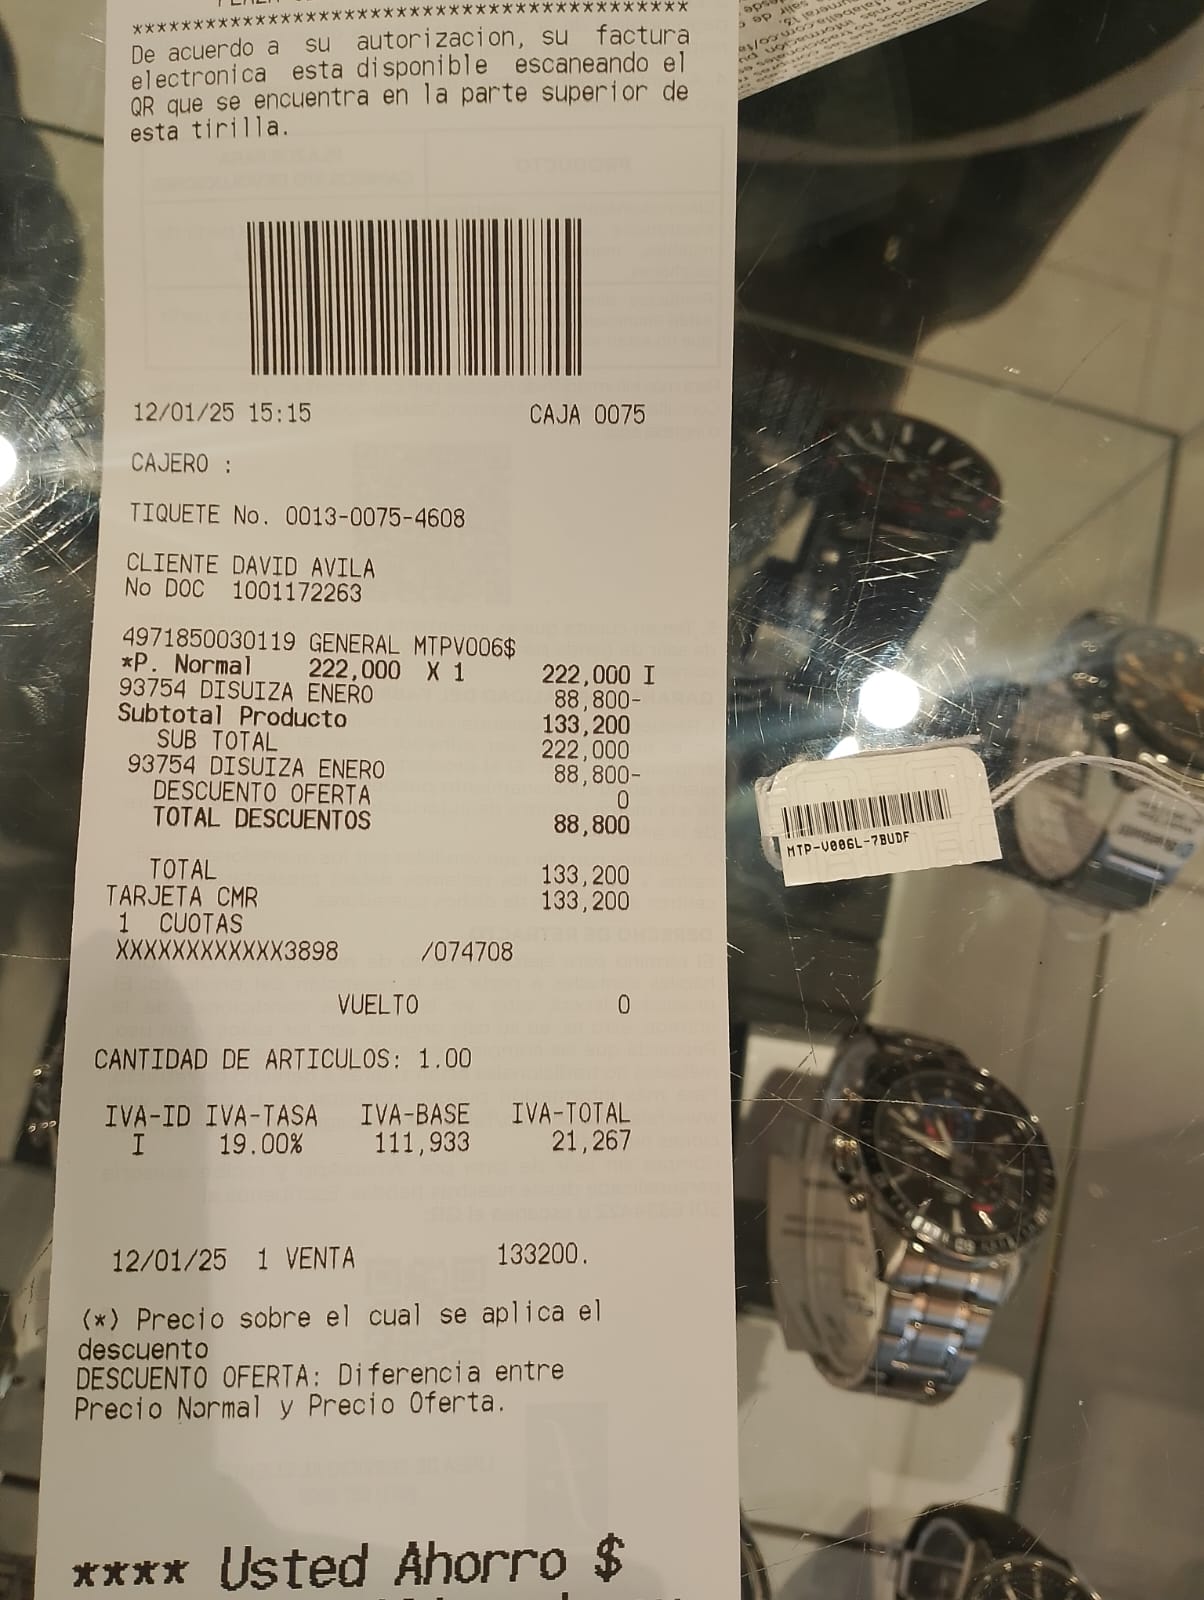 ********************************************
De acuerdo a su autorizacion, su factura
electronica esta disponible escaneando el
QR que se encuentra en la parte superior de
esta tirilla.
12/01/25 15:15 CAJA 0075
CAJERO :
TIQUETE No. 0013-0075-4608
CLIENTE DAVID AVILA
No DOC 1001172263
4971850030119 GENERAL MTPV006$
*P. Normal 222,000 X 1 222,000 I
93754 DISUIZA ENERO 88,800-
Subtotal Producto 133,200
SUB TOTAL 222,000
93754 DISUIZA ENERO 88,800-
DESCUENTO OFERTA 0
TOTAL DESCUENTOS 88,800
TOTAL 133,200
TARJETA CMR 133,200
1 CUOTAS
XXXXXXXXXXXX3898 /074708
VUELTO 0
CANTIDAD DE ARTICULOS: 1.00
IVA-ID IVA-TASA IVA-BASE IVA-TOTAL
I 19.00% 111,933 21,267
12/01/25 1 VENTA 133200.
(*) Precio sobre el cual se aplica el
descuento
DESCUENTO OFERTA: Diferencia entre
Precio Normal y Precio Oferta.
**** Usted Ahorro $
MTP-V006L-7BUDF